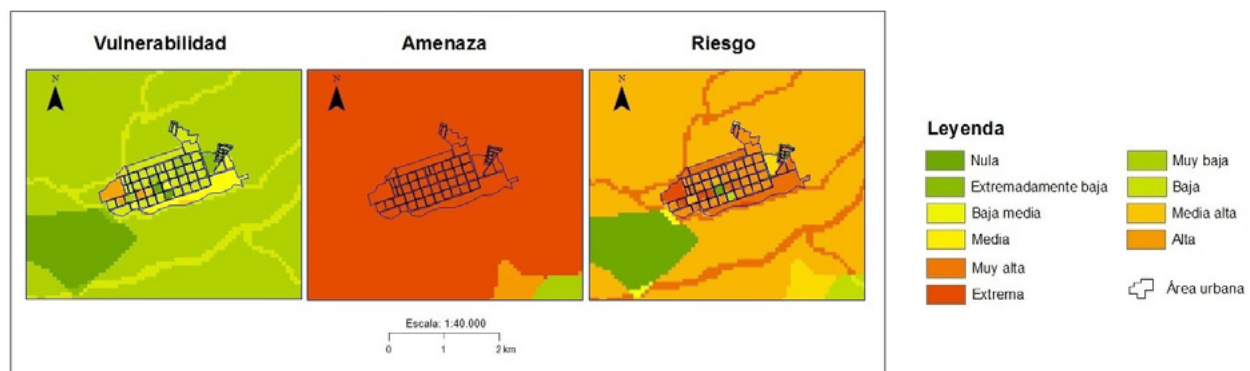 Vulnerabilidad
Amenaza
Riesgo
N
N
N
Escala: 1:40.000
0 1 2 km
Leyenda
Nula
Extremadamente baja
Baja media
Media
Muy alta
Extrema
Muy baja
Baja
Media alta
Alta
Área urbana